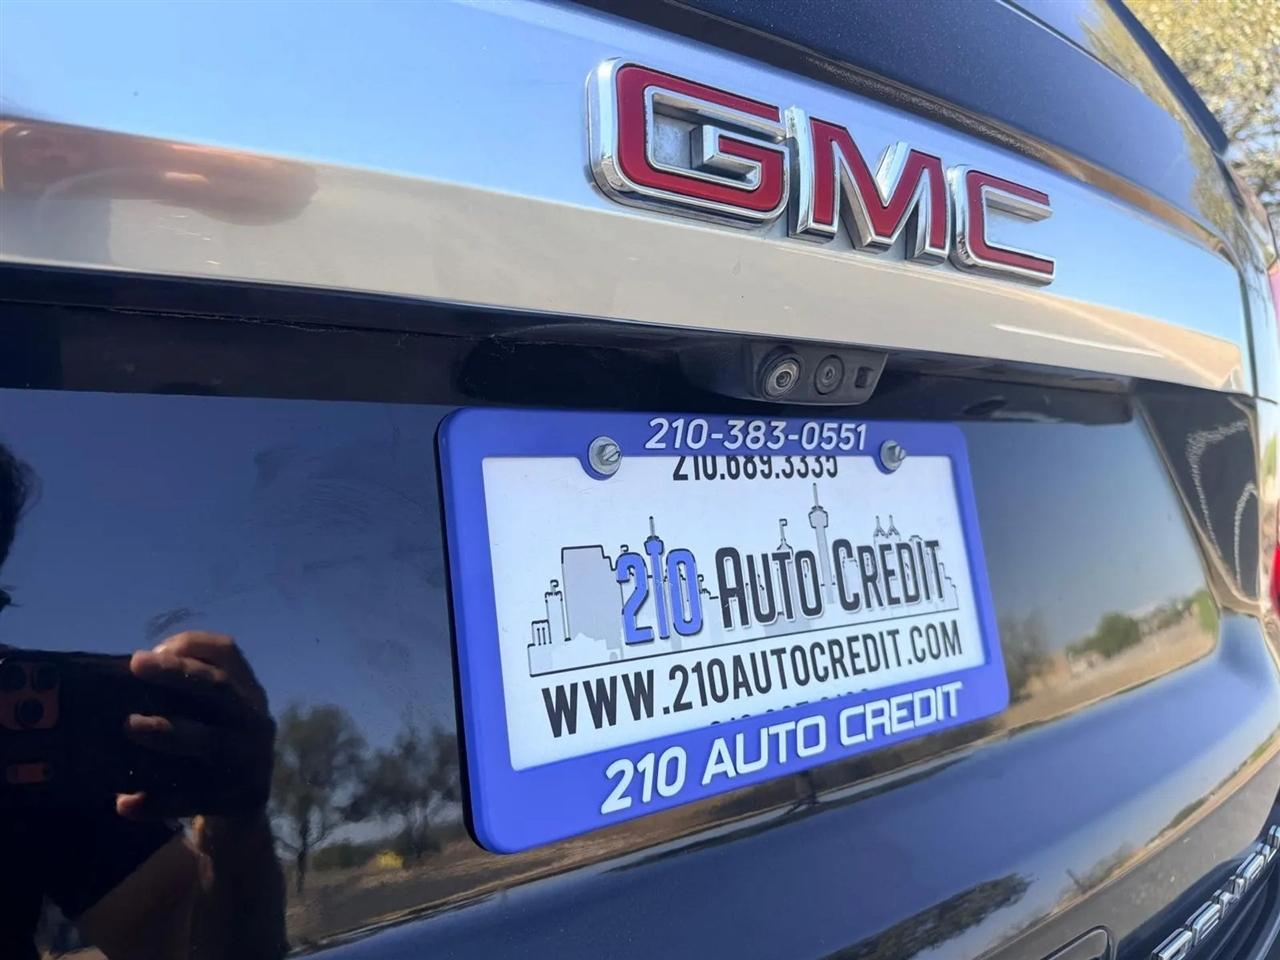 GMC
210-383-0551
210.689.3335
210 AUTO CREDIT
WWW.210AUTOCREDIT.COM
210 AUTO CREDIT